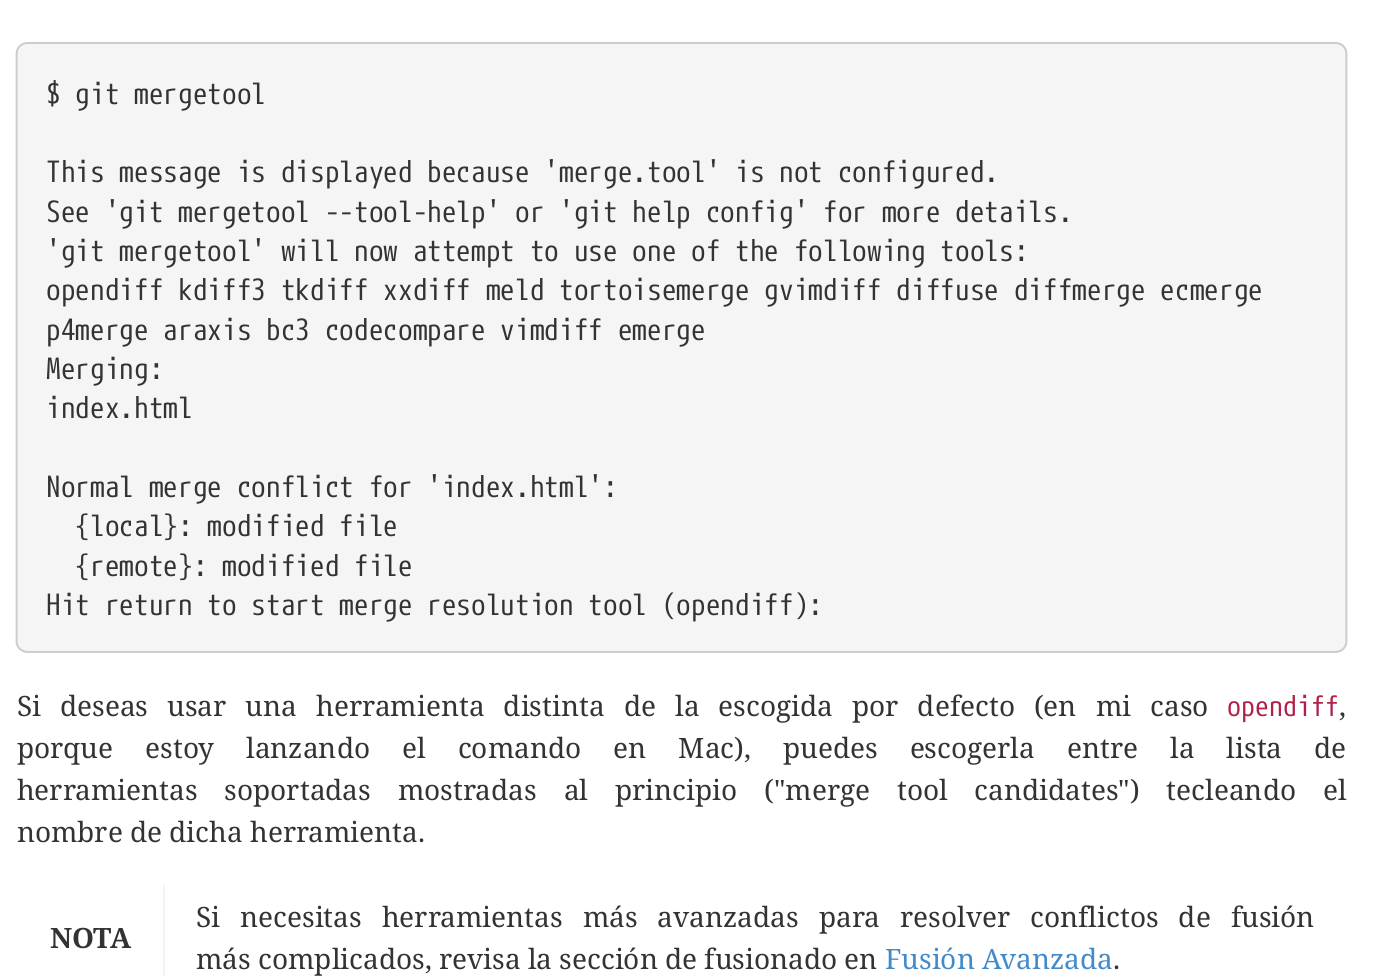 $ git mergetool

This message is displayed because 'merge.tool' is not configured.
See 'git mergetool --tool-help' or 'git help config' for more details.
'git mergetool' will now attempt to use one of the following tools:
opendiff kdiff3 tkdiff xxdiff meld tortoisemerge gvimdiff diffuse diffmerge ecmerge
p4merge araxis bc3 codecompare vimdiff emerge
Merging:
index.html

Normal merge conflict for 'index.html':
  {local}: modified file
  {remote}: modified file
Hit return to start merge resolution tool (opendiff):

Si deseas usar una herramienta distinta de la escogida por defecto (en mi caso opendiff,
porque estoy lanzando el comando en Mac), puedes escogerla entre la lista de
herramientas soportadas mostradas al principio ("merge tool candidates") tecleando el
nombre de dicha herramienta.

NOTA
Si necesitas herramientas más avanzadas para resolver conflictos de fusión
más complicados, revisa la sección de fusionado en Fusión Avanzada.